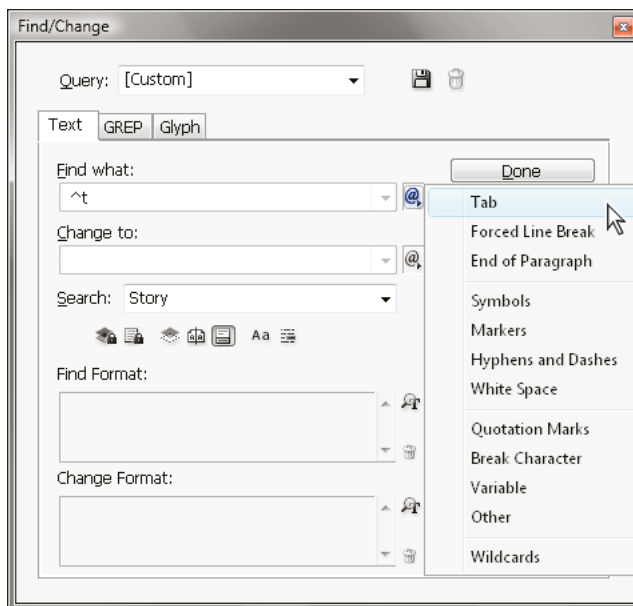 Find/Change
Query: [Custom]
Text GREP Glyph
Find what:
Done
^t
@
Tab
Forced Line Break
Change to:
@
End of Paragraph
Search: Story
Symbols
Markers
Aa
Hyphens and Dashes
Find Format:
White Space
Quotation Marks
Break Character
Change Format:
Variable
Other
Wildcards